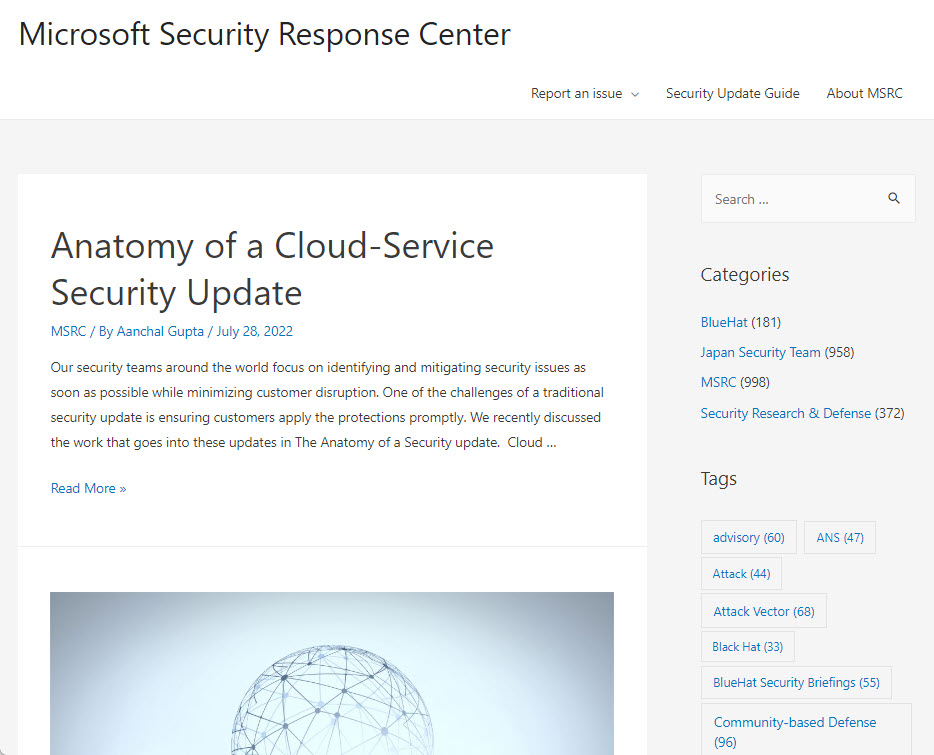 Microsoft Security Response Center
Report an issue
Security Update Guide
About MSRC
Anatomy of a Cloud-Service
Security Update
MSRC / By Aanchal Gupta / July 28, 2022
Our security teams around the world focus on identifying and mitigating security issues as
soon as possible while minimizing customer disruption. One of the challenges of a traditional
security update is ensuring customers apply the protections promptly. We recently discussed
the work that goes into these updates in The Anatomy of a Security update.  Cloud …
Read More »
Search ...
Categories
BlueHat (181)
Japan Security Team (958)
MSRC (998)
Security Research & Defense (372)
Tags
advisory (60)
ANS (47)
Attack (44)
Attack Vector (68)
Black Hat (33)
BlueHat Security Briefings (55)
Community-based Defense
(96)